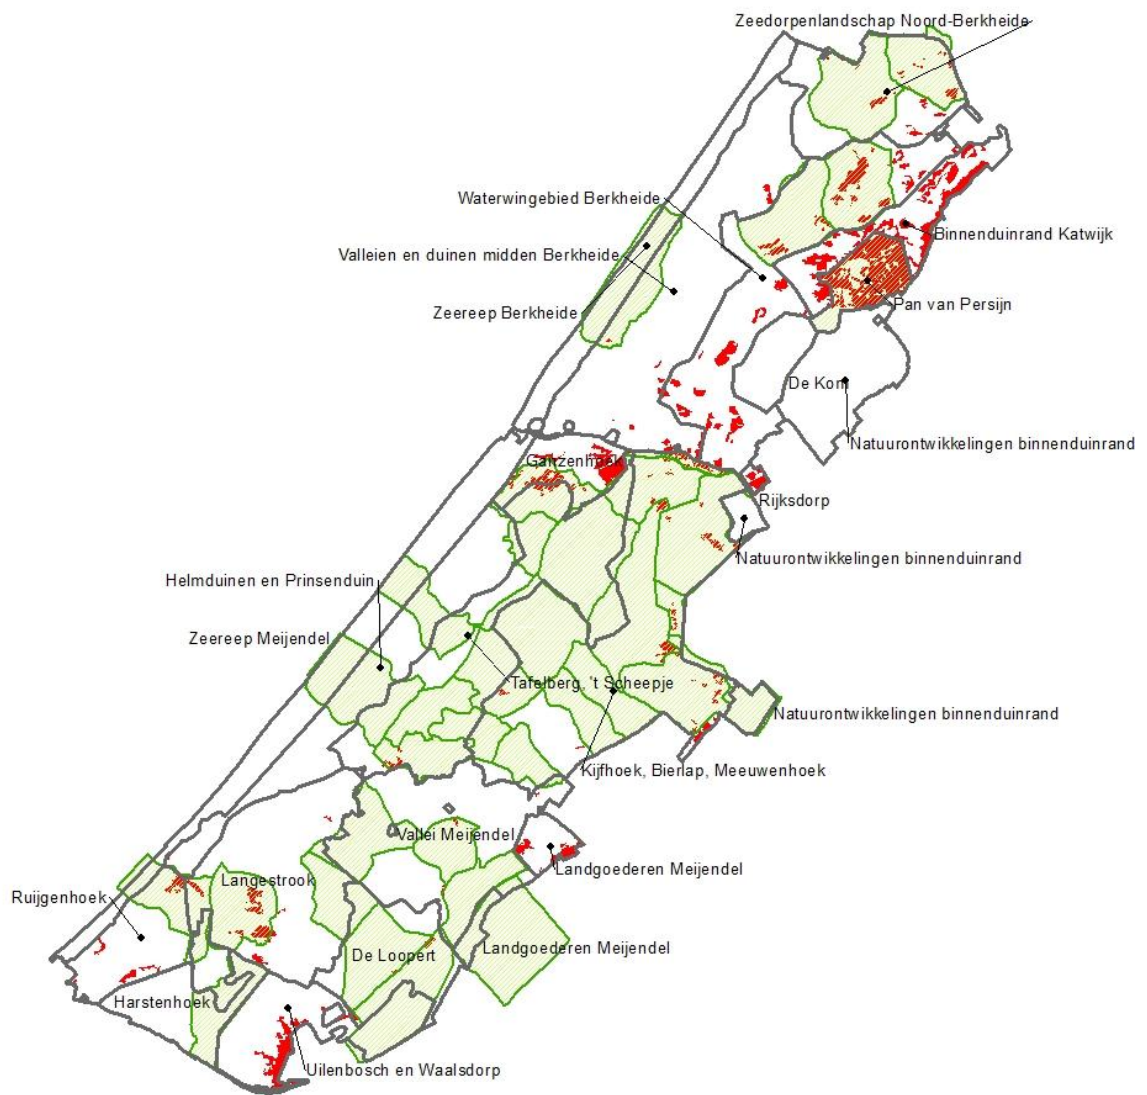 Zeedorpenlandschap Noord-Berkheide
Waterwingebied Berkheide
Binnenduinrand Katwijk
Valleien en duinen midden Berkheide
Pan van Persijn
Zeereep Berkheide
De Kom
Natuurontwikkelingen binnenduinrand
Ganzenhoek
Rijksdorp
Natuurontwikkelingen binnenduinrand
Helmduinen en Prinsenduin
Zeereep Meijendel
Tafelberg, 't Scheepje
Natuurontwikkelingen binnenduinrand
Kijfhoek, Bierlap, Meeuwenhoek
Vallei Meijendel
Landgoederen Meijendel
Langestrook
Ruijgenhoek
Landgoederen Meijendel
De Loopert
Harstenhoek
Uilenbosch en Waalsdorp